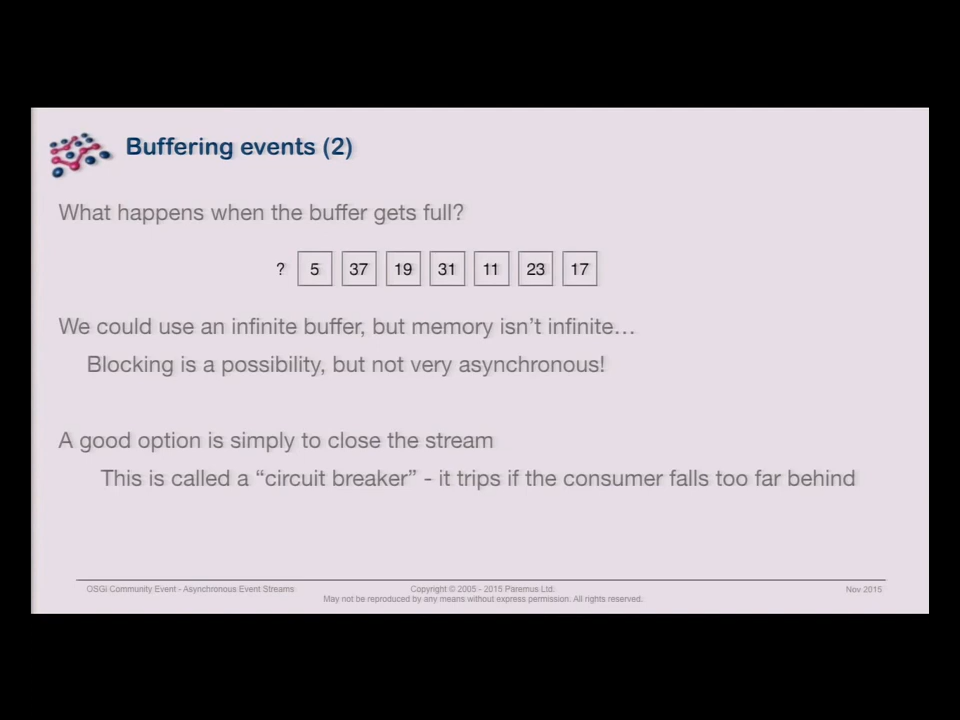 Buffering events (2)
What happens when the buffer gets full?
? 5 37 19 31 11 23 17
We could use an infinite buffer, but memory isn't infinite…
Blocking is a possibility, but not very asynchronous!
A good option is simply to close the stream
This is called a “circuit breaker” - it trips if the consumer falls too far behind
OSGi Community Event - Asynchronous Event Streams
Copyright © 2005 - 2015 Paremus Ltd.
May not be reproduced by any means without express permission. All rights reserved.
Nov 2015